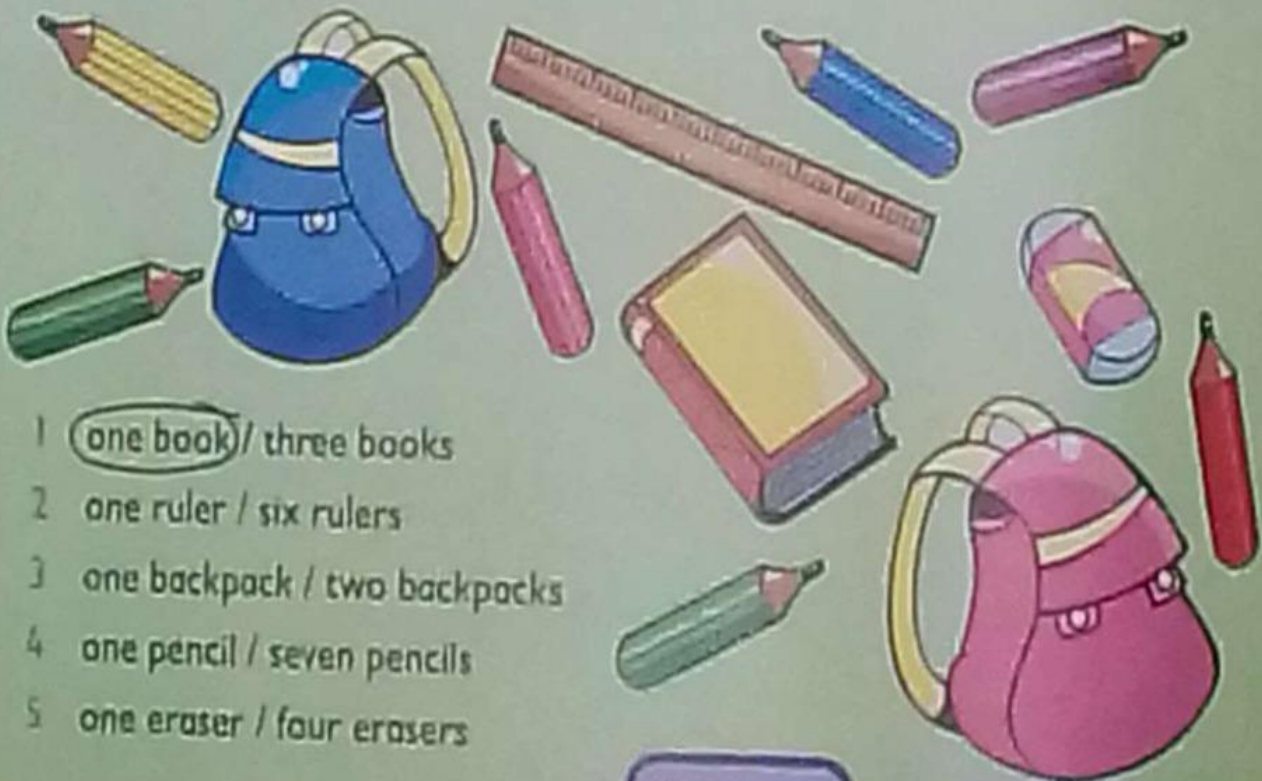 1 one book / three books
2 one ruler / six rulers
3 one backpack / two backpacks
4 one pencil / seven pencils
5 one eraser / four erasers